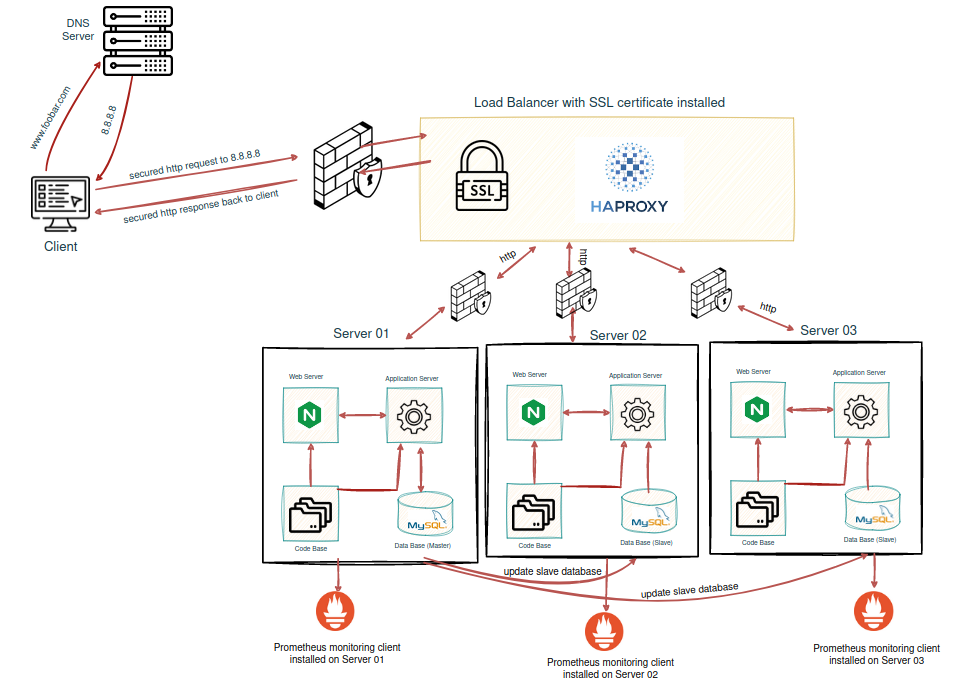 DNS
Server
www.foobar.com
8.8.8.8
Client
secured http request to 8.8.8.8
secured http response back to client
Load Balancer with SSL certificate installed
SSL
HAPROXY
http
http
http
Server 01
Web Server
Application Server
N
Code Base
MySQL
Data Base (Master)
Server 02
Web Server
Application Server
N
Code Base
MySQL
Data Base (Slave)
Server 03
Web Server
Application Server
N
Code Base
MySQL
Data Base (Slave)
update slave database
update slave database
Prometheus monitoring client
installed on Server 01
Prometheus monitoring client
installed on Server 02
Prometheus monitoring client
installed on Server 03